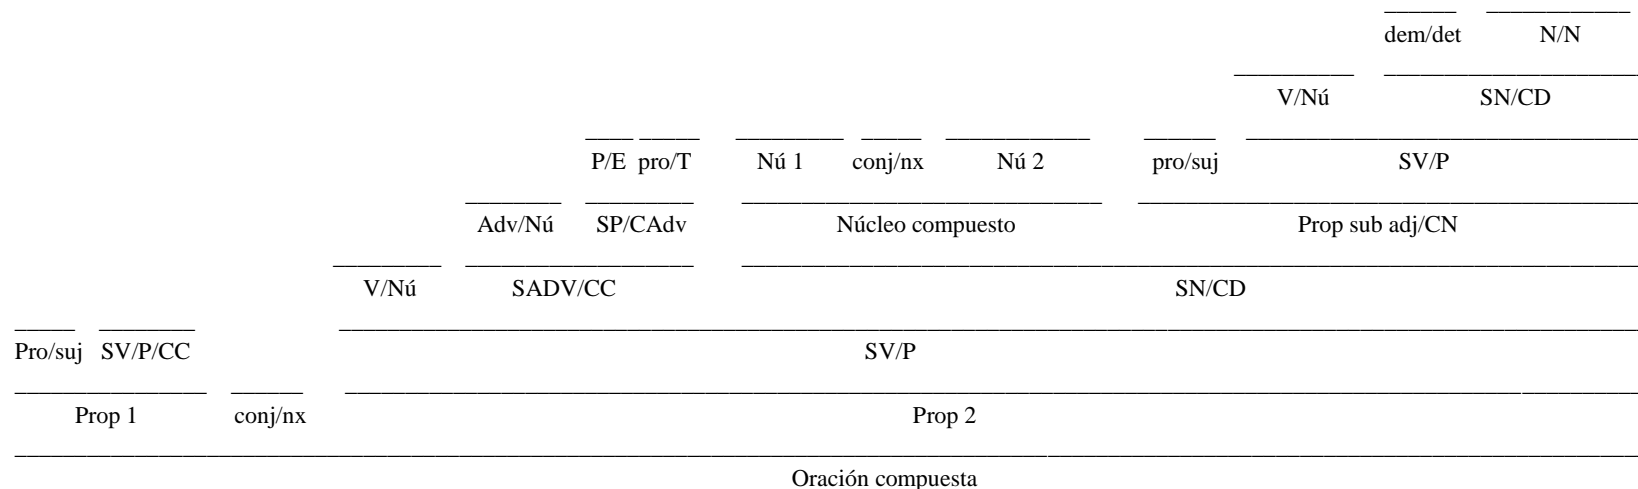 dem/det N/N
V/Nú SN/CD
P/E pro/T Nú 1 conj/nx Nú 2 pro/suj SV/P
Adv/Nú SP/CAdv Núcleo compuesto Prop sub adj/CN
V/Nú SADV/CC SN/CD
Pro/suj SV/P/CC SV/P
Prop 1 conj/nx Prop 2
Oración compuesta